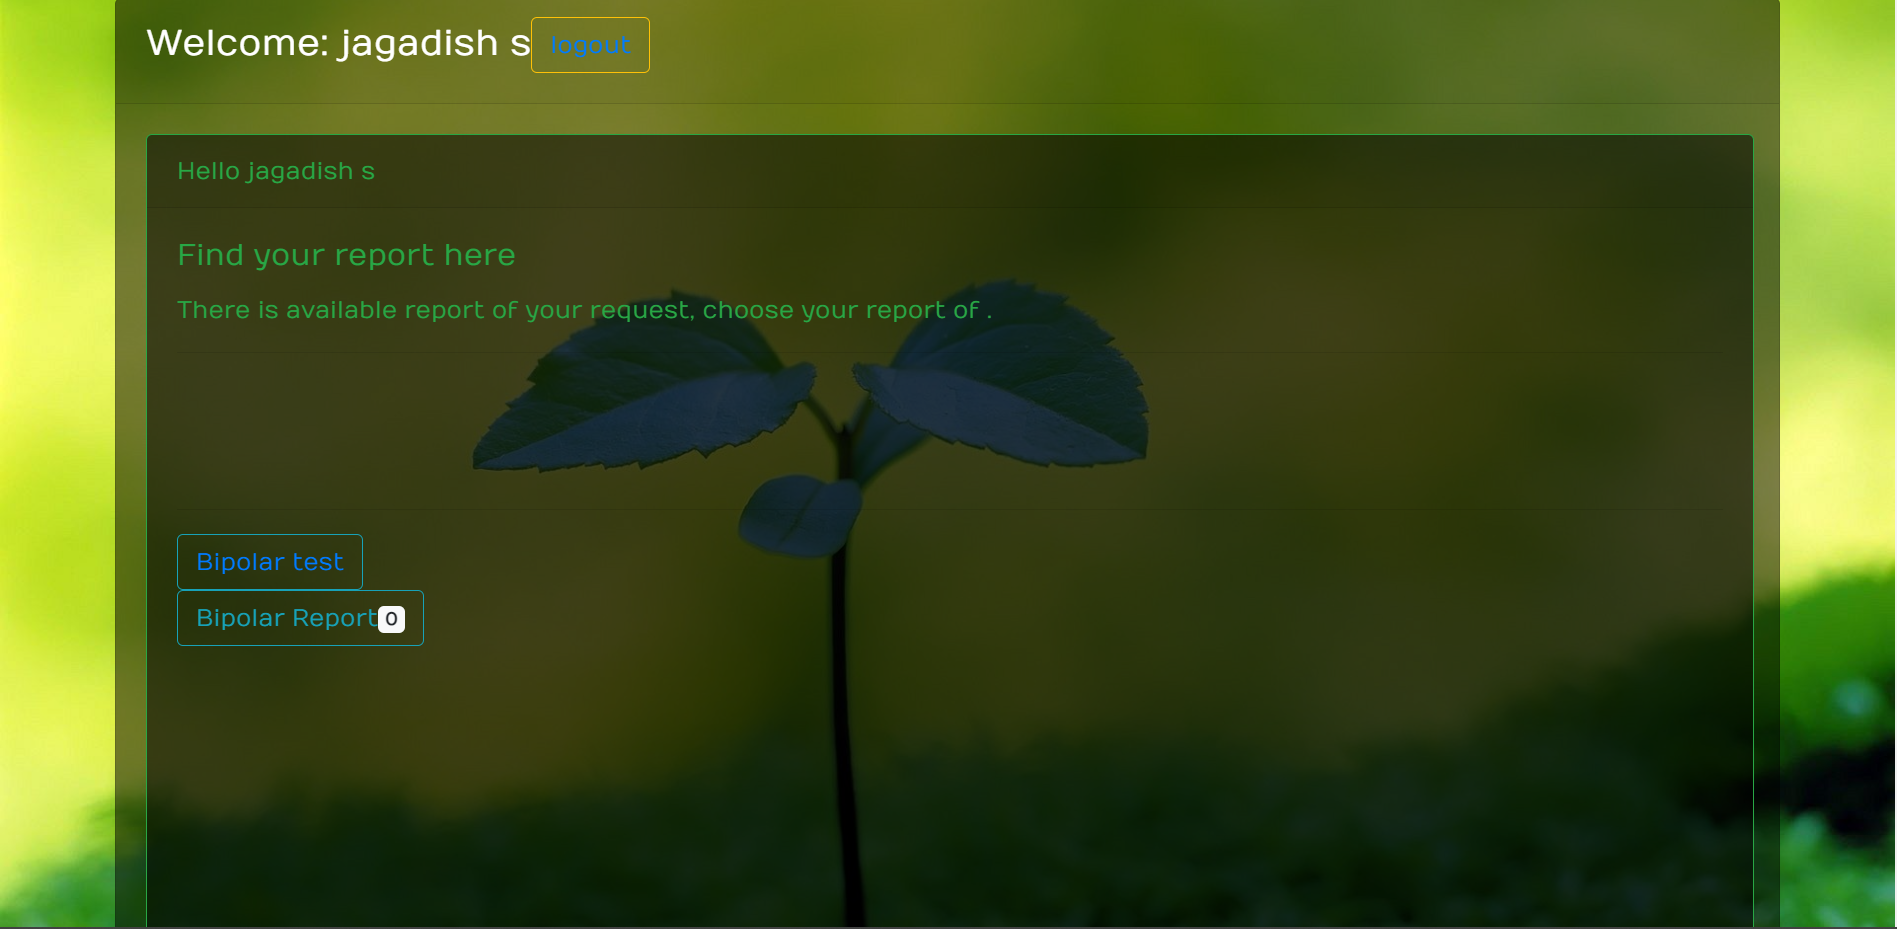 Welcome: jagadish s logout
Hello jagadish s
Find your report here
There is available report of your request, choose your report of .
Bipolar test
Bipolar Report 0